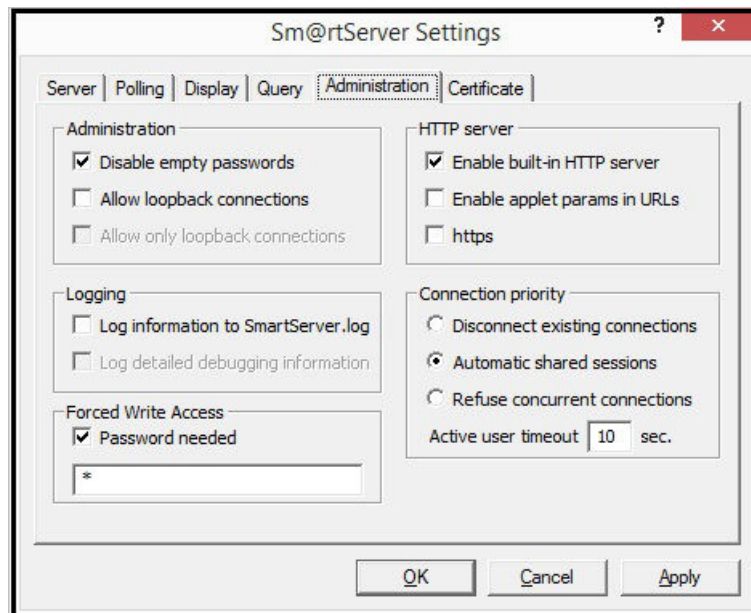 Sm@rtServer Settings
? ×
Server Polling Display Query Administration Certificate
Administration
Disable empty passwords
Allow loopback connections
Allow only loopback connections
Logging
Log information to SmartServer.log
Log detailed debugging information
Forced Write Access
Password needed
*
HTTP server
Enable built-in HTTP server
Enable applet params in URLs
https
Connection priority
Disconnect existing connections
Automatic shared sessions
Refuse concurrent connections
Active user timeout 10 sec.
OK Cancel Apply